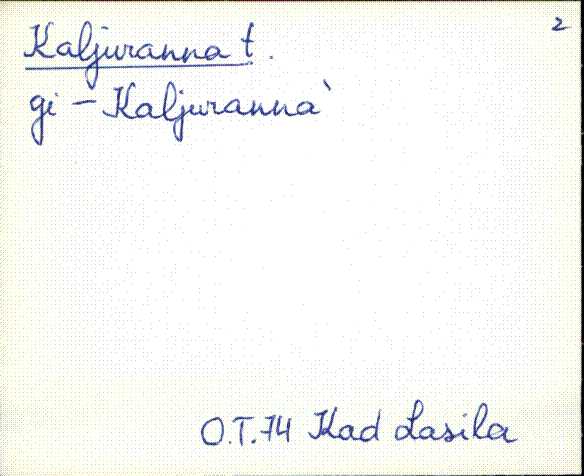 2
Kaljuranna t.
gi - Kaljuranna`
O.T.74 Kad Lasila